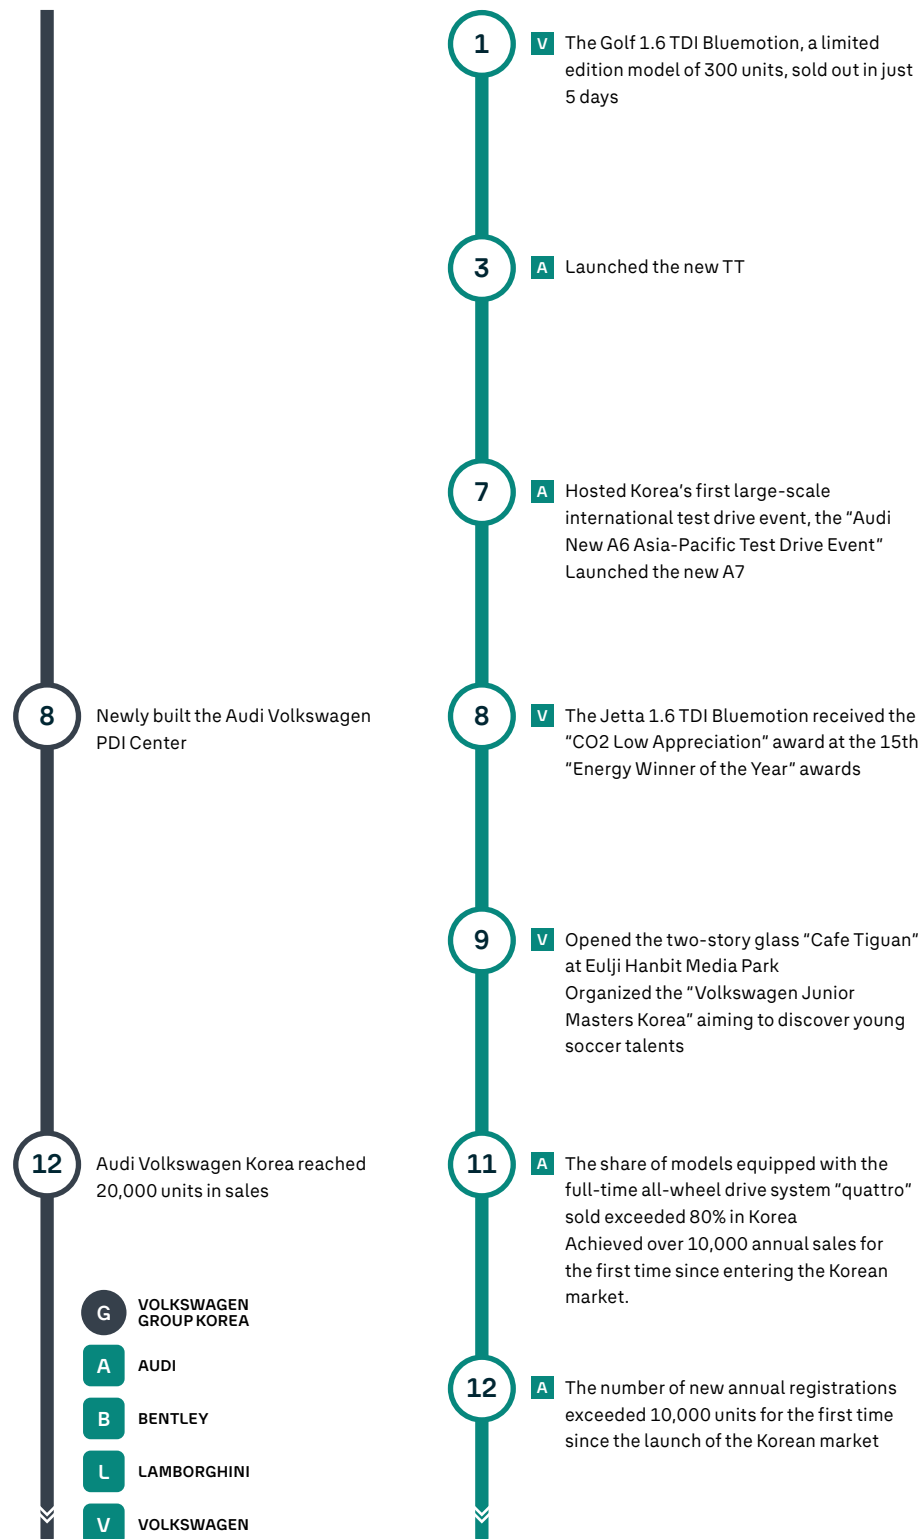 1
V
The Golf 1.6 TDI Bluemotion, a limited
edition model of 300 units, sold out in just
5 days
3
A
Launched the new TT
7
A
Hosted Korea's first large-scale
international test drive event, the "Audi
New A6 Asia-Pacific Test Drive Event"
Launched the new A7
8
Newly built the Audi Volkswagen
PDI Center
8
V
The Jetta 1.6 TDI Bluemotion received the
"CO2 Low Appreciation" award at the 15th
"Energy Winner of the Year" awards
9
V
Opened the two-story glass "Cafe Tiguan"
at Eulji Hanbit Media Park
Organized the "Volkswagen Junior
Masters Korea" aiming to discover young
soccer talents
12
Audi Volkswagen Korea reached
20,000 units in sales
11
A
The share of models equipped with the
full-time all-wheel drive system "quattro"
sold exceeded 80% in Korea
Achieved over 10,000 annual sales for
the first time since entering the Korean
market.
12
A
The number of new annual registrations
exceeded 10,000 units for the first time
since the launch of the Korean market
G
VOLKSWAGEN
GROUP KOREA
A
AUDI
B
BENTLEY
L
LAMBORGHINI
V
VOLKSWAGEN